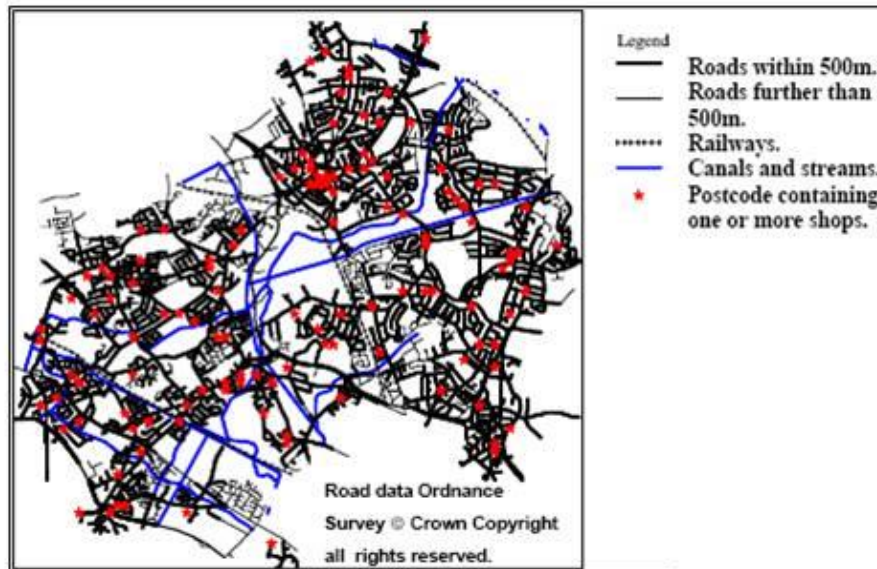 Legend
Roads within 500m.
Roads further than
500m.
Railways.
Canals and streams.
Postcode containing
one or more shops.
Road data Ordnance
Survey © Crown Copyright
all rights reserved.